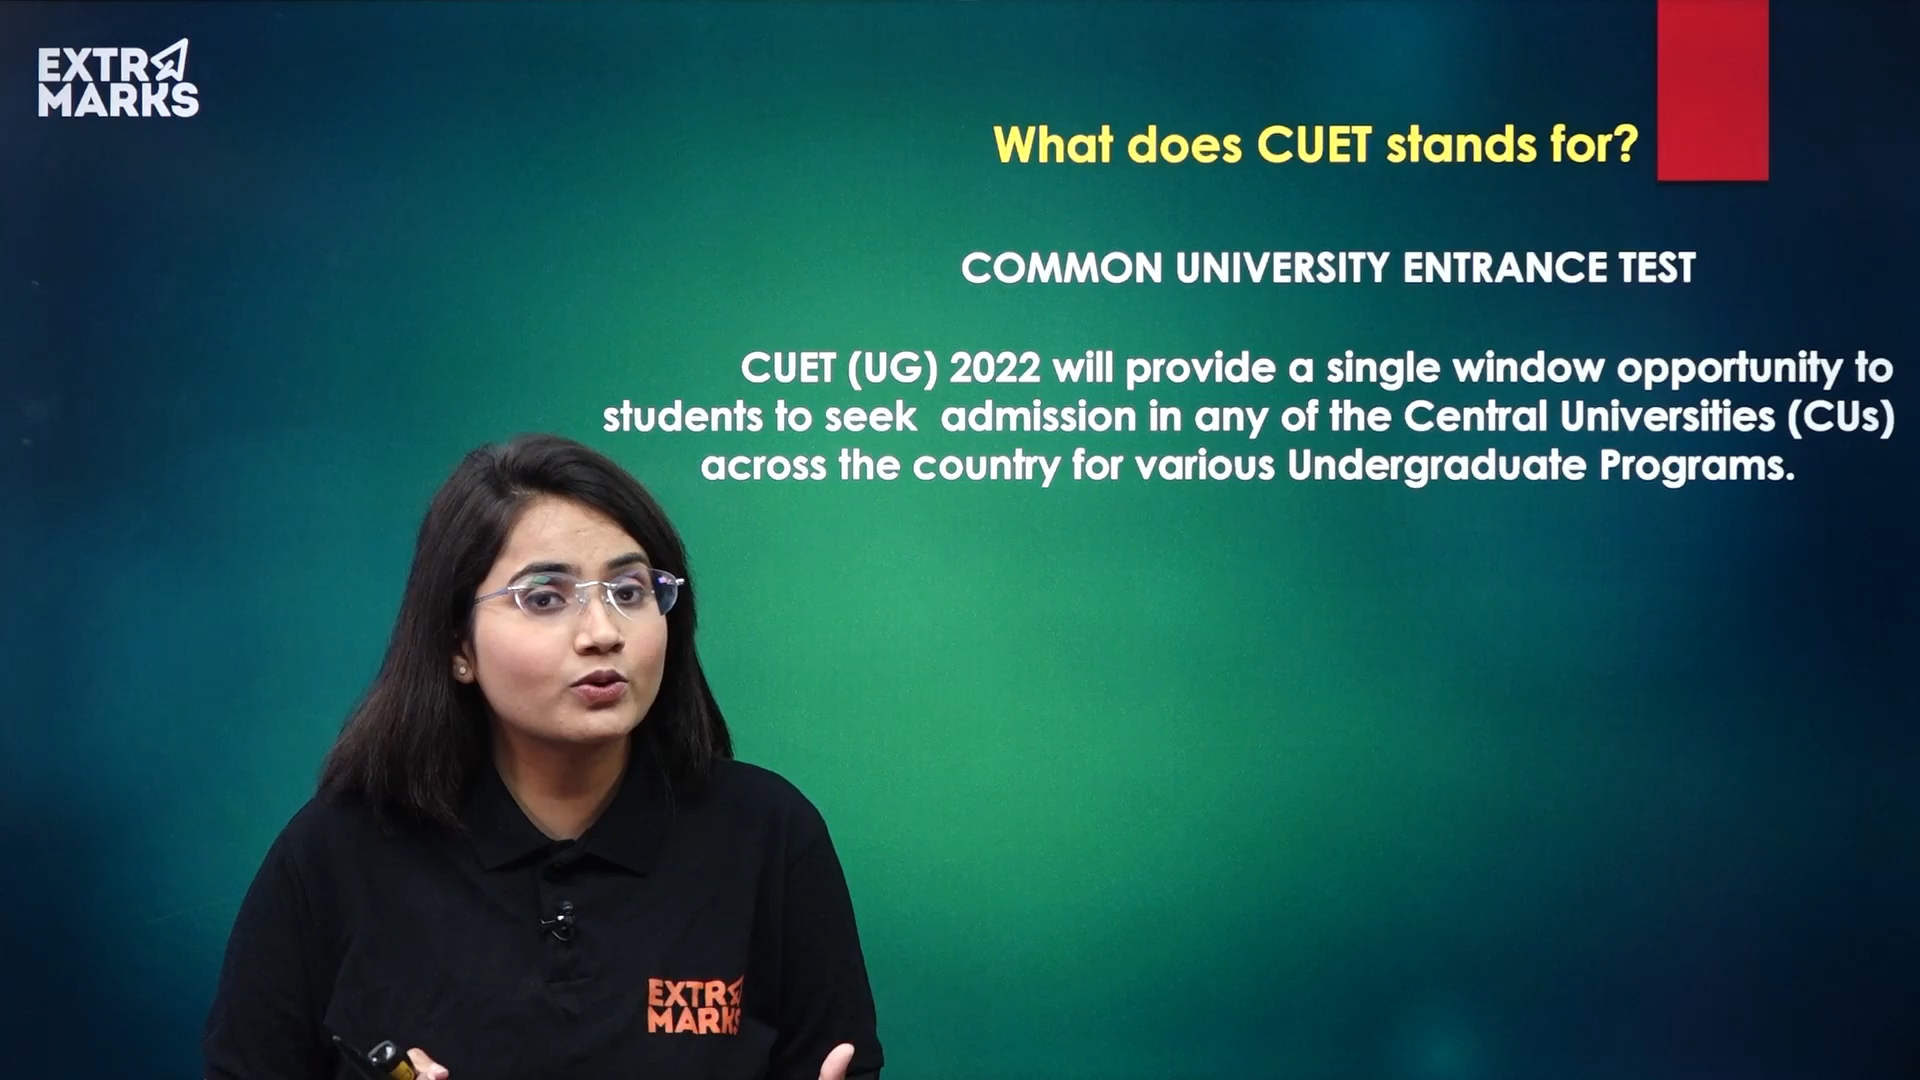 EXTRA
MARKS
What does CUET stands for?
COMMON UNIVERSITY ENTRANCE TEST
CUET (UG) 2022 will provide a single window opportunity to
students to seek admission in any of the Central Universities (CUs)
across the country for various Undergraduate Programs.
EXTRA
MARKS